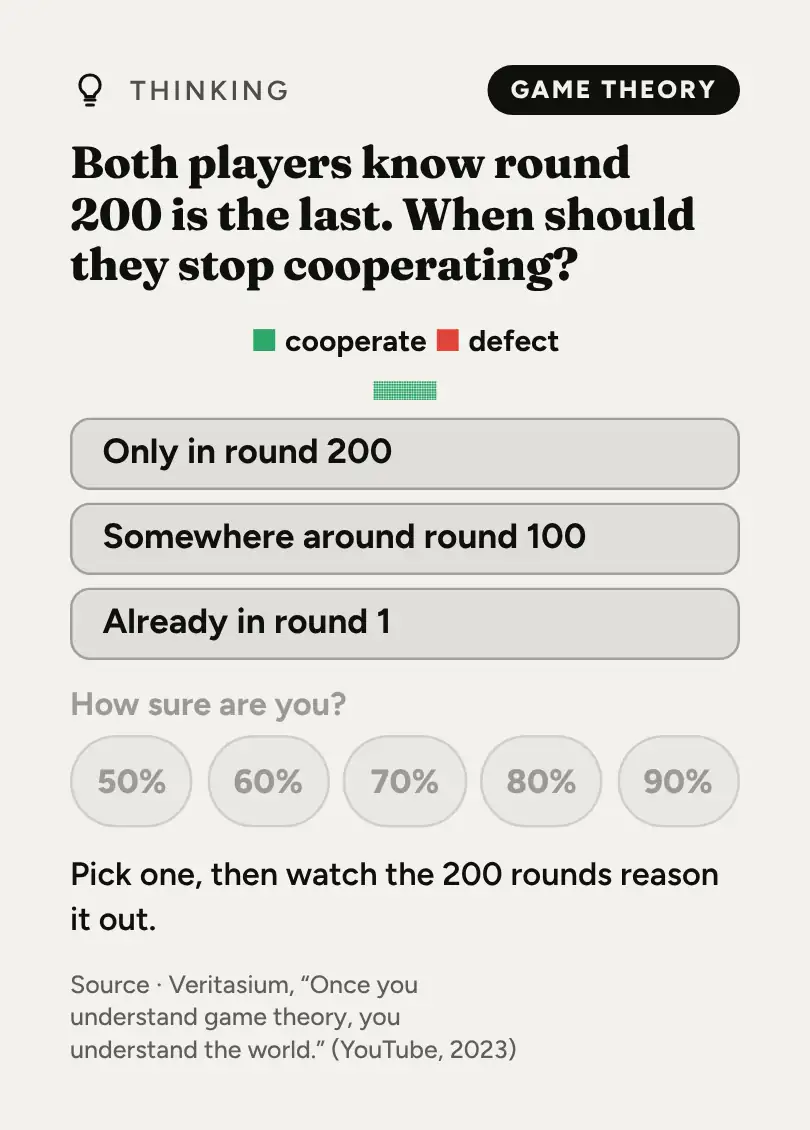 THINKING
GAME THEORY
Both players know round
200 is the last. When should
they stop cooperating?
cooperate defect
Only in round 200
Somewhere around round 100
Already in round 1
How sure are you?
50% 60% 70% 80% 90%
Pick one, then watch the 200 rounds reason
it out.
Source · Veritasium, “Once you
understand game theory, you
understand the world.” (YouTube, 2023)